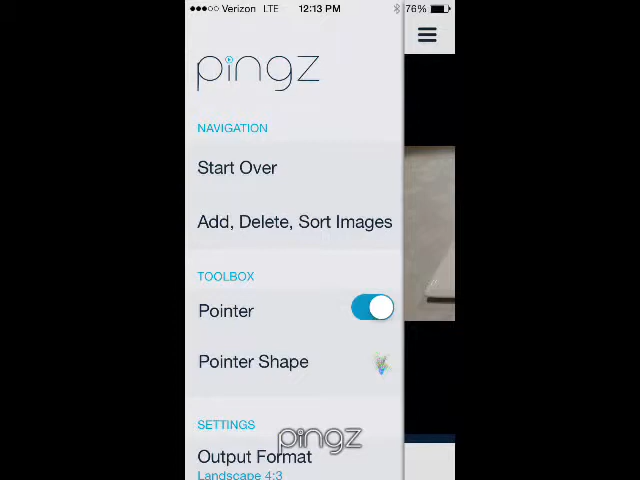 Verizon LTE 12:13 PM 76%
pingz
NAVIGATION
Start Over
Add, Delete, Sort Images
TOOLBOX
Pointer
Pointer Shape
SETTINGS
pingz
Output Format
Landscape 4:3